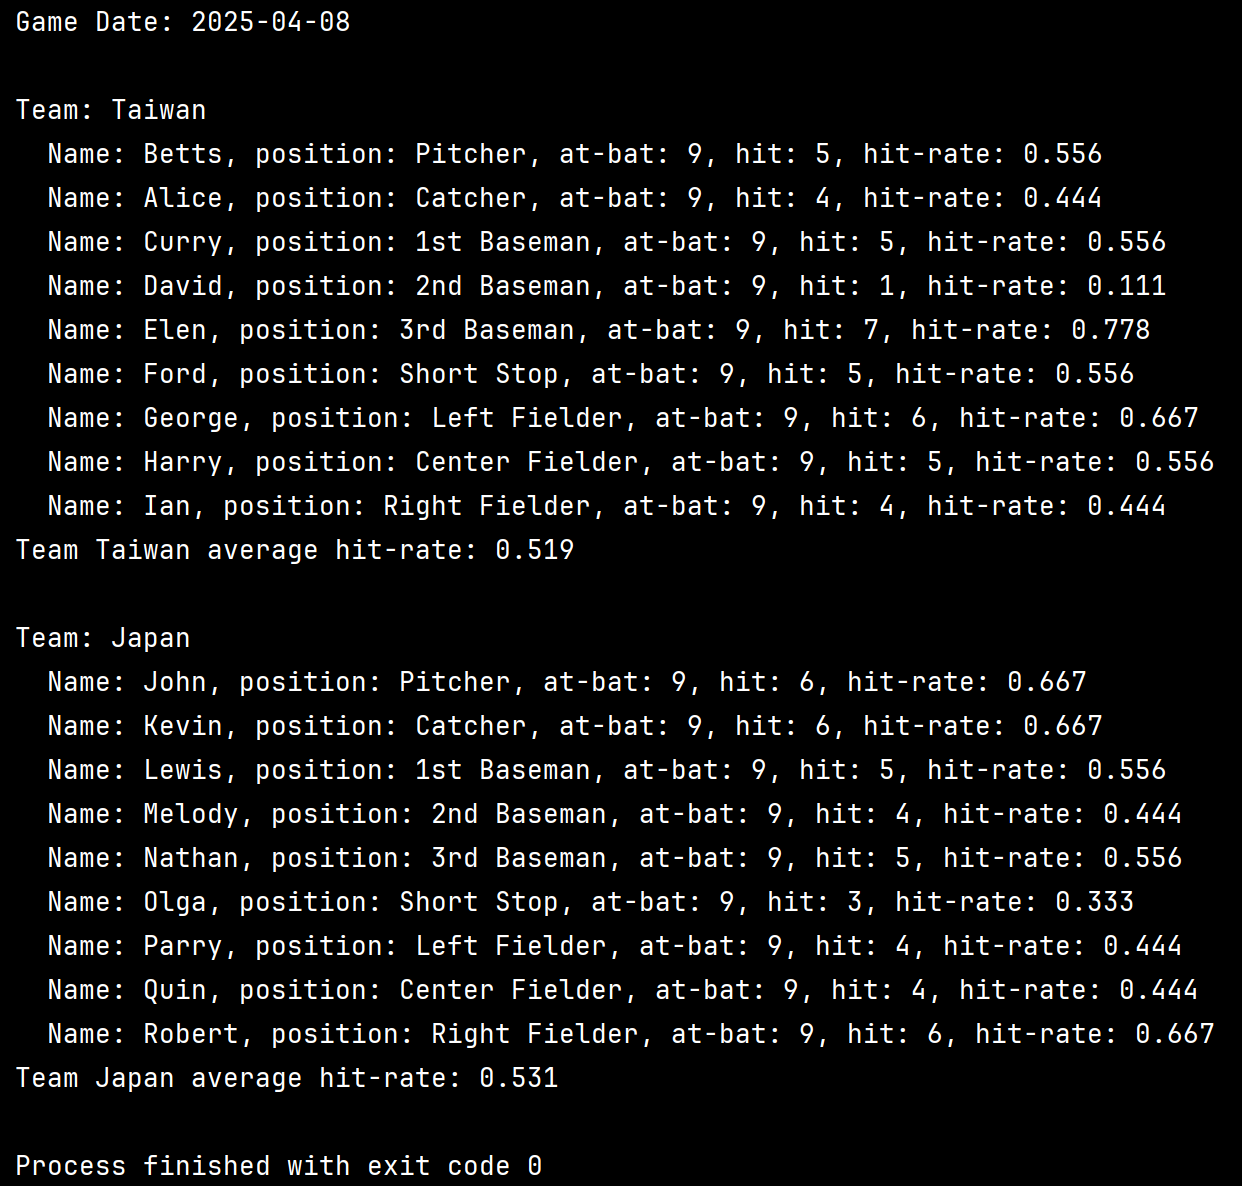 Game Date: 2025-04-08
Team: Taiwan
Name: Betts, position: Pitcher, at-bat: 9, hit: 5, hit-rate: 0.556
Name: Alice, position: Catcher, at-bat: 9, hit: 4, hit-rate: 0.444
Name: Curry, position: 1st Baseman, at-bat: 9, hit: 5, hit-rate: 0.556
Name: David, position: 2nd Baseman, at-bat: 9, hit: 1, hit-rate: 0.111
Name: Elen, position: 3rd Baseman, at-bat: 9, hit: 7, hit-rate: 0.778
Name: Ford, position: Short Stop, at-bat: 9, hit: 5, hit-rate: 0.556
Name: George, position: Left Fielder, at-bat: 9, hit: 6, hit-rate: 0.667
Name: Harry, position: Center Fielder, at-bat: 9, hit: 5, hit-rate: 0.556
Name: Ian, position: Right Fielder, at-bat: 9, hit: 4, hit-rate: 0.444
Team Taiwan average hit-rate: 0.519
Team: Japan
Name: John, position: Pitcher, at-bat: 9, hit: 6, hit-rate: 0.667
Name: Kevin, position: Catcher, at-bat: 9, hit: 6, hit-rate: 0.667
Name: Lewis, position: 1st Baseman, at-bat: 9, hit: 5, hit-rate: 0.556
Name: Melody, position: 2nd Baseman, at-bat: 9, hit: 4, hit-rate: 0.444
Name: Nathan, position: 3rd Baseman, at-bat: 9, hit: 5, hit-rate: 0.556
Name: Olga, position: Short Stop, at-bat: 9, hit: 3, hit-rate: 0.333
Name: Parry, position: Left Fielder, at-bat: 9, hit: 4, hit-rate: 0.444
Name: Quin, position: Center Fielder, at-bat: 9, hit: 4, hit-rate: 0.444
Name: Robert, position: Right Fielder, at-bat: 9, hit: 6, hit-rate: 0.667
Team Japan average hit-rate: 0.531
Process finished with exit code 0